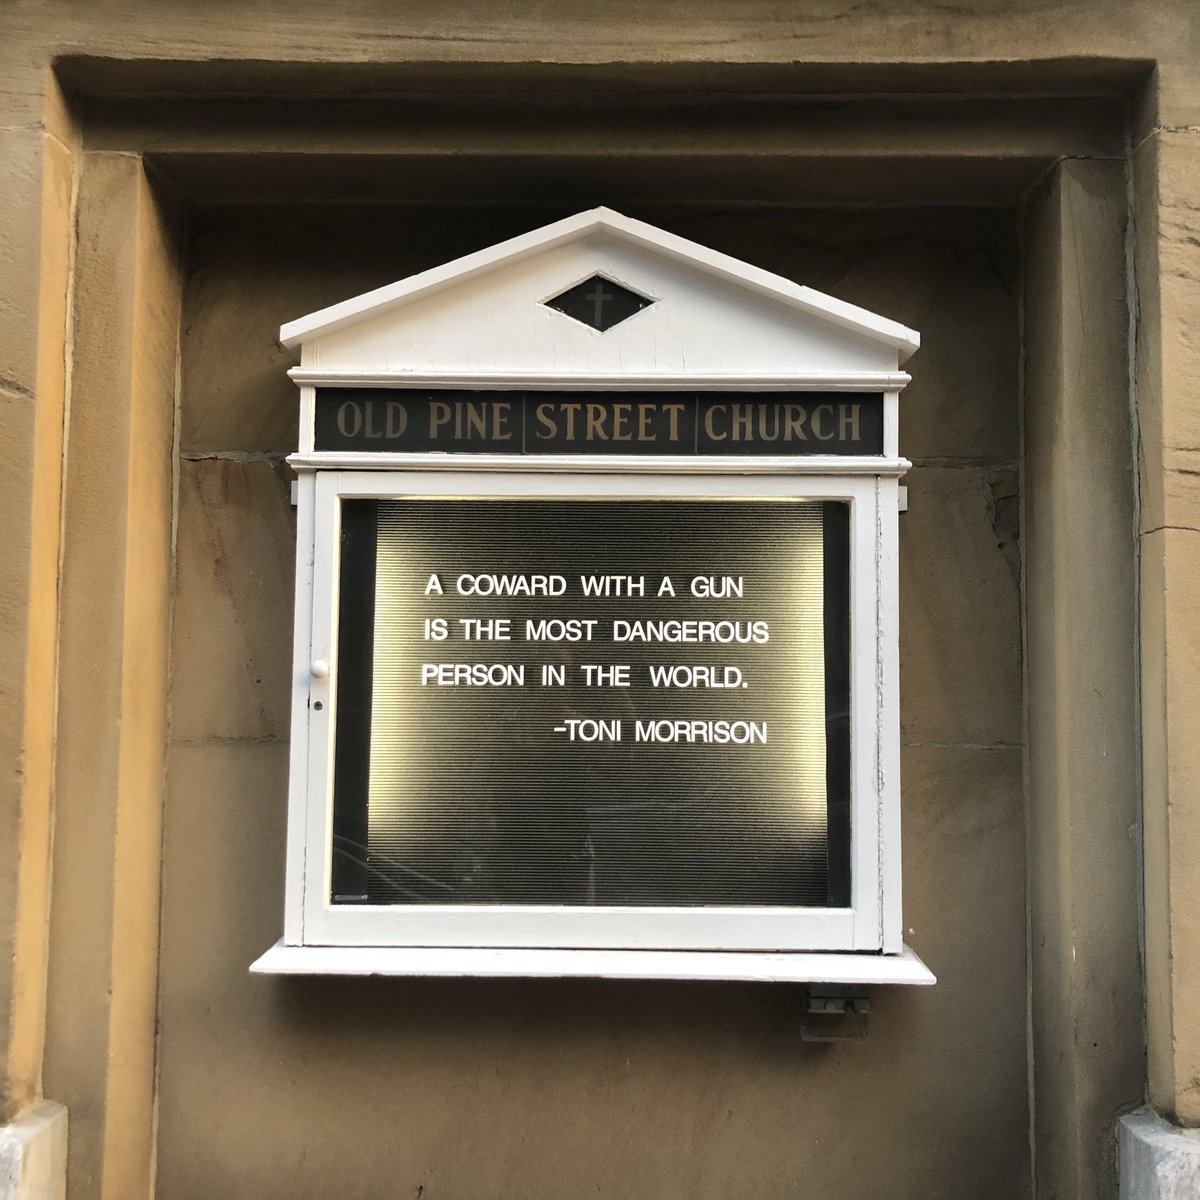 OLD PINE STREET CHURCH
A COWARD WITH A GUN
IS THE MOST DANGEROUS
PERSON IN THE WORLD.
-TONI MORRISON